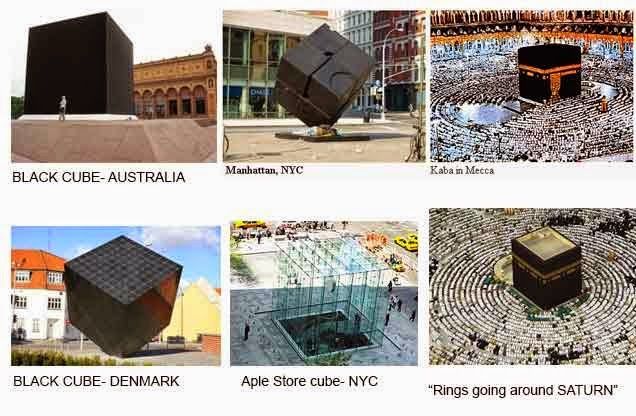 BLACK CUBE- AUSTRALIA
Manhattan, NYC
Kaba in Mecca
BLACK CUBE- DENMARK
Aple Store cube- NYC
“Rings going around SATURN”